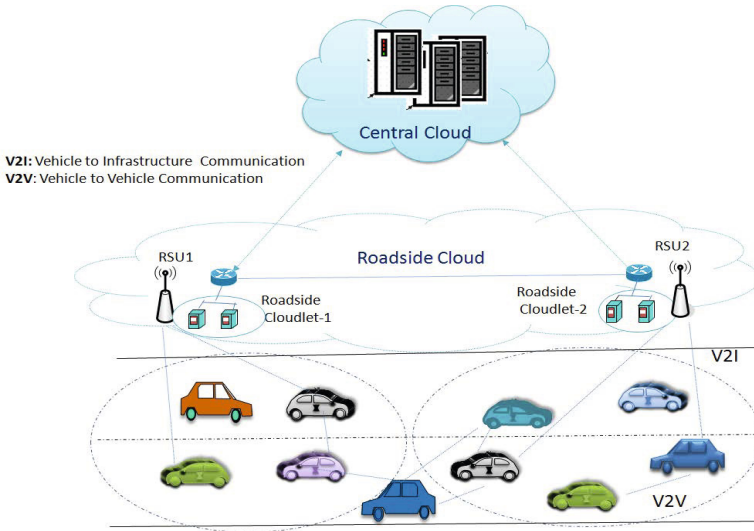 Central Cloud
V2I: Vehicle to Infrastructure Communication
V2V: Vehicle to Vehicle Communication
RSU1
Roadside Cloud
RSU2
Roadside
Cloudlet-1
Roadside
Cloudlet-2
V2I
V2V